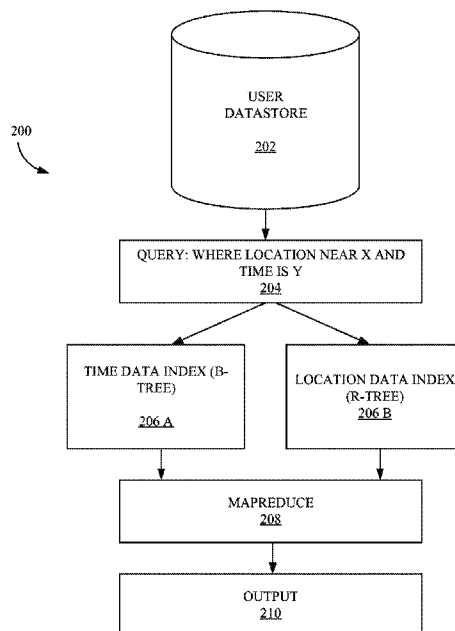 USER
DATASTORE
202
200
QUERY: WHERE LOCATION NEAR X AND
TIME IS Y
204
TIME DATA INDEX (B-
TREE)
206 A
LOCATION DATA INDEX
(R-TREE)
206 B
MAPREDUCE
208
OUTPUT
210